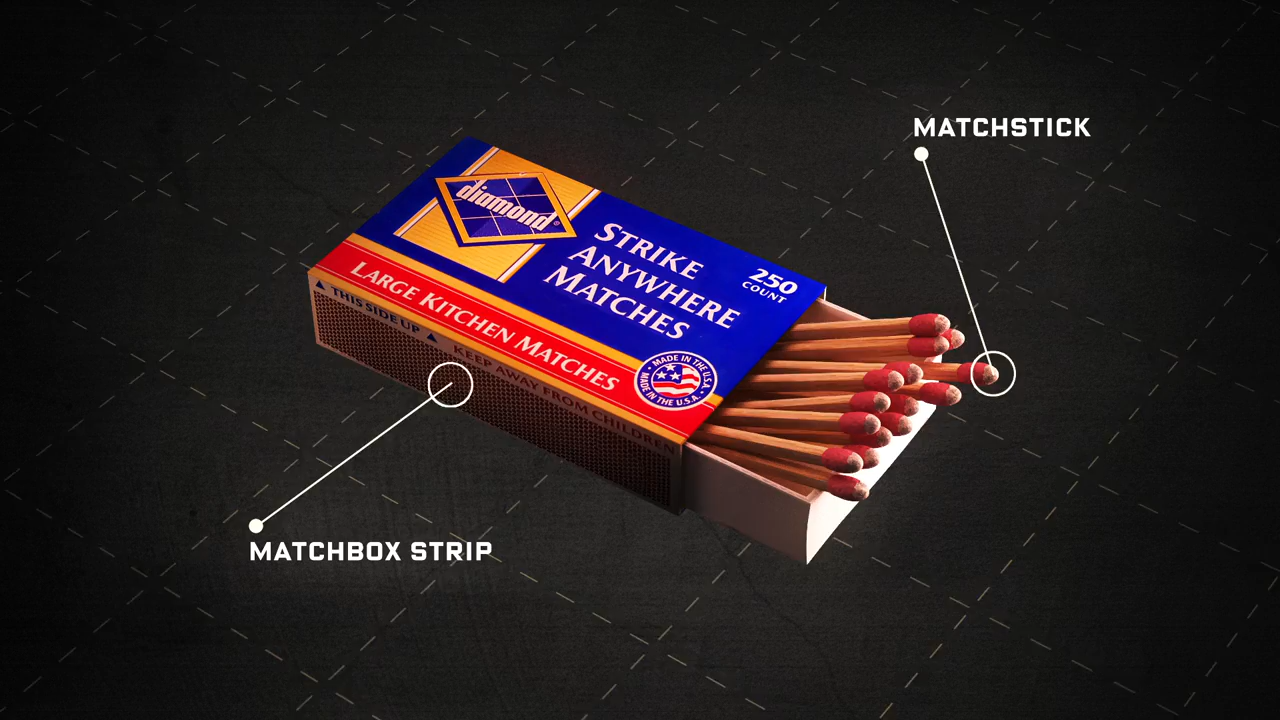 MATCHSTICK
diamond®
STRIKE
ANYWHERE
MATCHES
250
COUNT
LARGE KITCHEN MATCHES
MADE IN THE U.S.A.
MADE IN THE U.S.A.
▲ THIS SIDE UP ▲
KEEP AWAY FROM CHILDREN
MATCHBOX STRIP